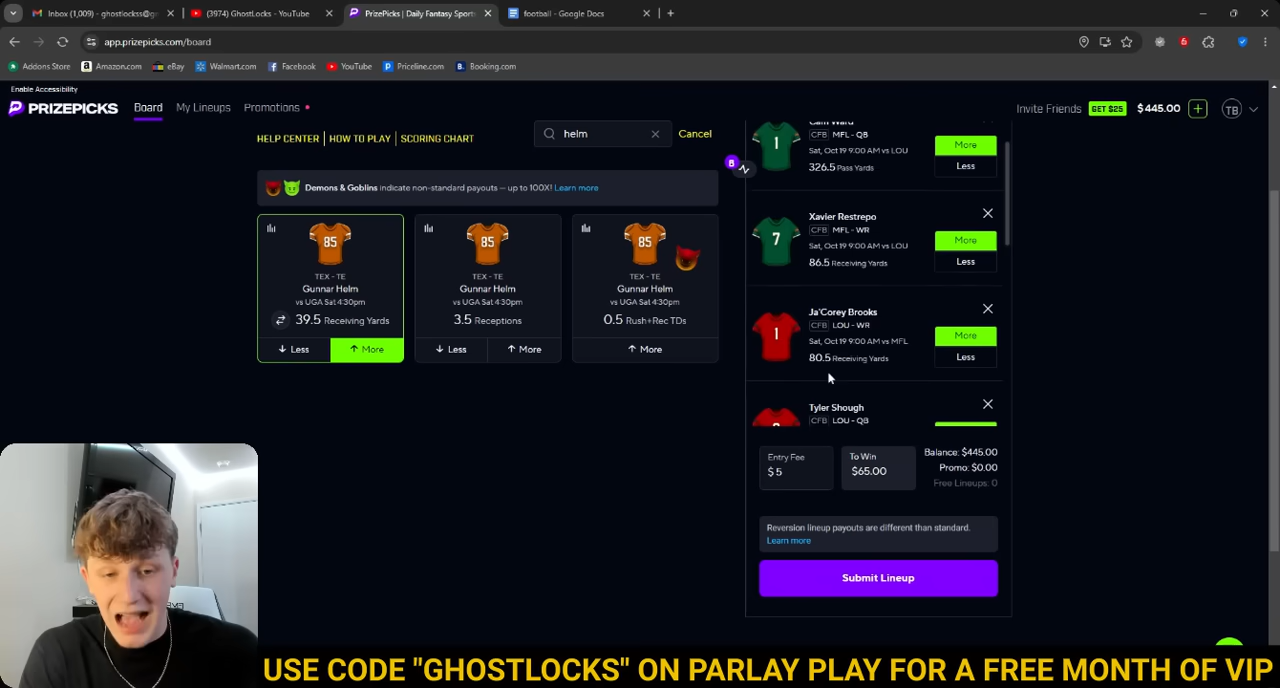 Inbox (1,009) - ghostlockss@gr
(3974) GhostLocks - YouTube
PrizePicks | Daily Fantasy Sport
football - Google Docs
app.prizepicks.com/board
Addons Store
Amazon.com
eBay
Walmart.com
Facebook
YouTube
Priceline.com
Booking.com
Enable Accessibility
PRIZEPICKS
Board
My Lineups
Promotions
Invite Friends
GET $25
$445.00
TB
HELP CENTER | HOW TO PLAY | SCORING CHART
helm
Cancel
Demons & Goblins indicate non-standard payouts — up to 100X! Learn more
85
TEX - TE
Gunnar Helm
vs UGA Sat 4:30pm
39.5 Receiving Yards
Less
More
85
TEX - TE
Gunnar Helm
vs UGA Sat 4:30pm
3.5 Receptions
Less
More
85
TEX - TE
Gunnar Helm
vs UGA Sat 4:30pm
0.5 Rush+Rec TDs
More
1
Cam Ward
CFB MFL - QB
Sat, Oct 19 9:00 AM vs LOU
326.5 Pass Yards
More
Less
7
Xavier Restrepo
CFB MFL - WR
Sat, Oct 19 9:00 AM vs LOU
86.5 Receiving Yards
More
Less
1
Ja'Corey Brooks
CFB LOU - WR
Sat, Oct 19 9:00 AM vs MFL
80.5 Receiving Yards
More
Less
Tyler Shough
CFB LOU - QB
Entry Fee
$ 5
To Win
$65.00
Balance: $445.00
Promo: $0.00
Free Lineups: 0
Reversion lineup payouts are different than standard.
Learn more
Submit Lineup
USE CODE "GHOSTLOCKS" ON PARLAY PLAY FOR A FREE MONTH OF VIP